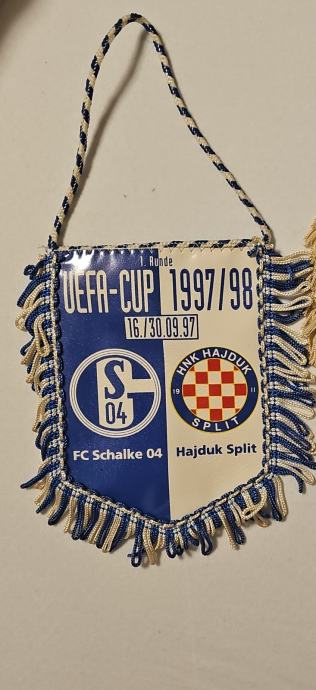 1. Runde
UEFA-CUP 1997/98
16./30.09.97
S
04
HNK HAJDUK
19 11
SPLIT
FC Schalke 04
Hajduk Split